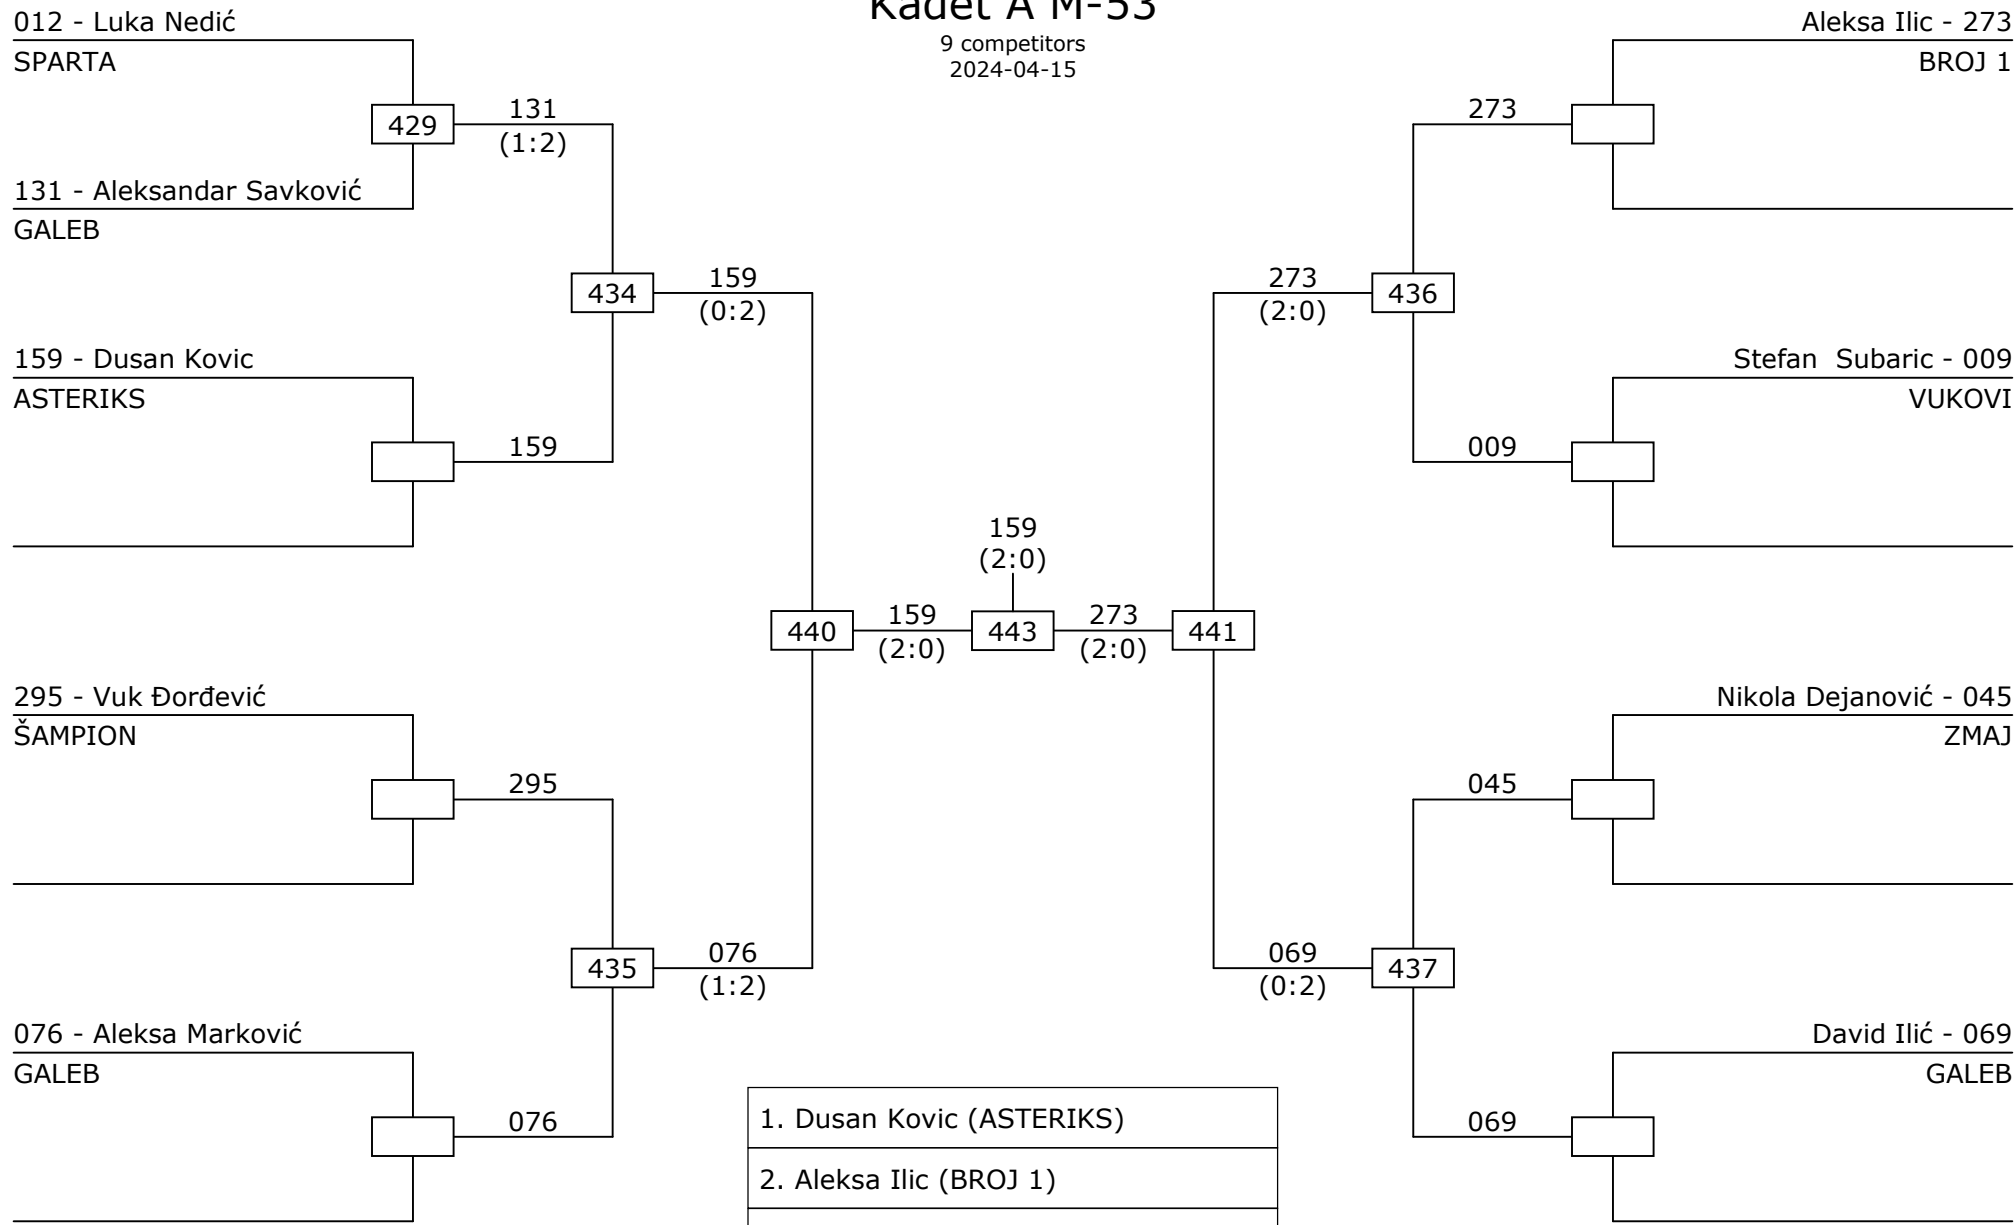 Kadet A M-53
9 competitors
2024-04-15
012 - Luka Nedić
SPARTA
429
131
(1:2)
131 - Aleksandar Savković
GALEB
434
159
(0:2)
159 - Dusan Kovic
ASTERIKS
159
295 - Vuk Đorđević
ŠAMPION
295
435
076
(1:2)
076 - Aleksa Marković
GALEB
076
440
159
(2:0)
159
(2:0)
443
273
(2:0)
441
Aleksa Ilic - 273
BROJ 1
273
273
(2:0)
436
Stefan  Subaric - 009
VUKOVI
009
Nikola Dejanović - 045
ZMAJ
045
069
(0:2)
437
David Ilić - 069
GALEB
069
1. Dusan Kovic (ASTERIKS)
2. Aleksa Ilic (BROJ 1)